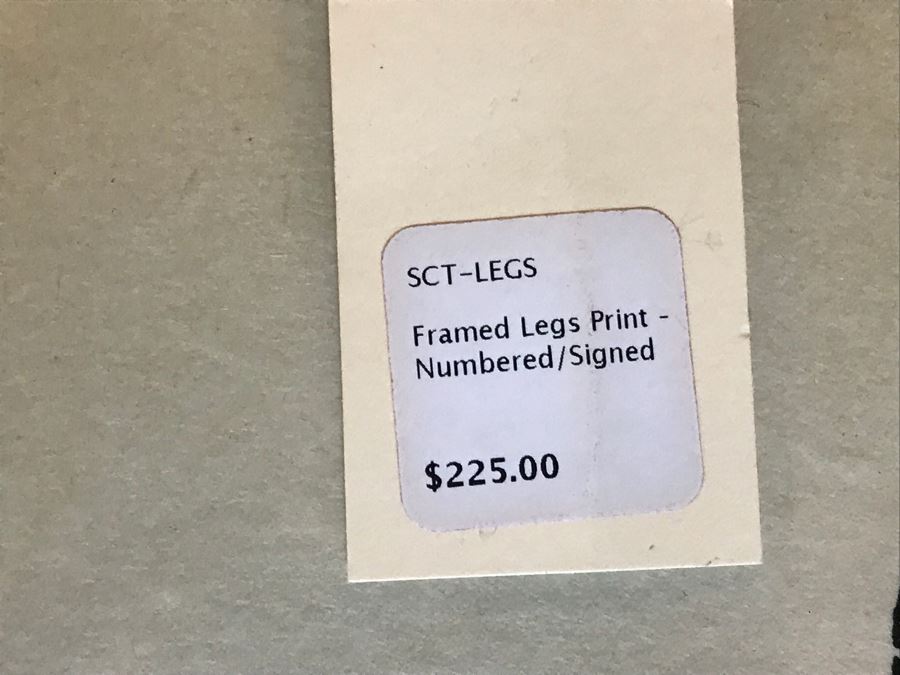 SCT-LEGS
Framed Legs Print -
Numbered/Signed
$225.00